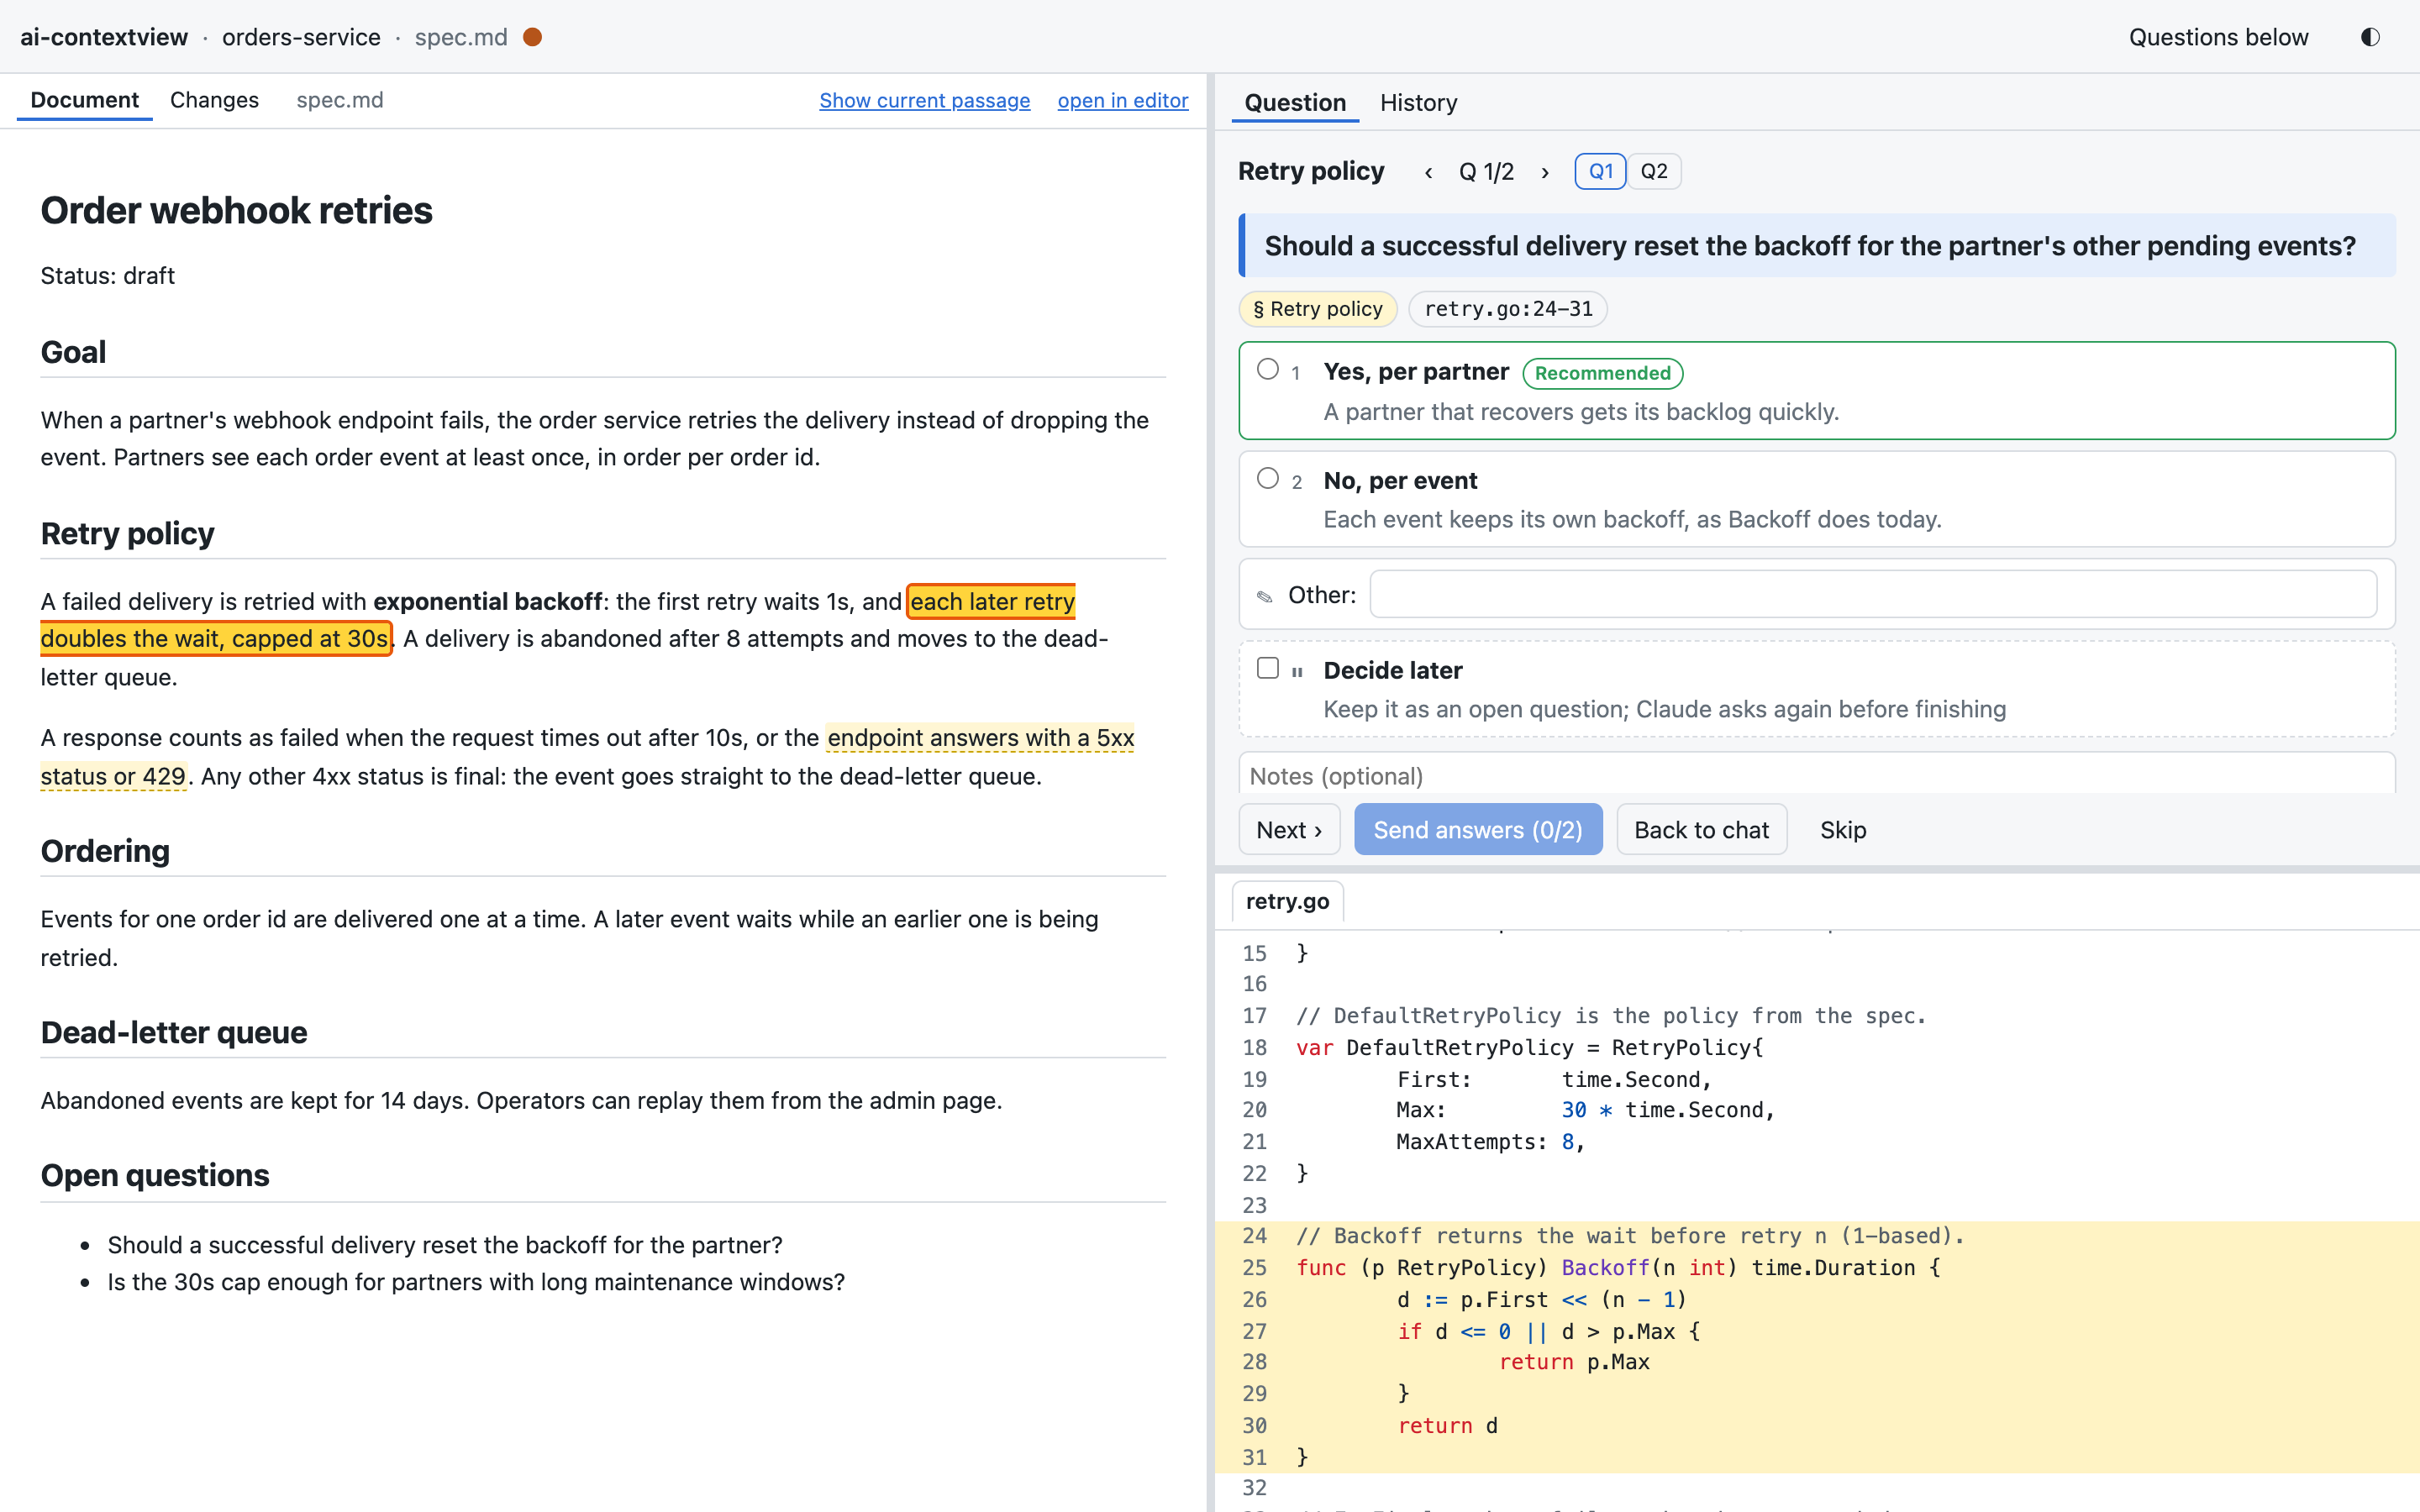 ai-contextview · orders-service · spec.md
Questions below
Document Changes spec.md
Show current passage open in editor
Order webhook retries
Status: draft
Goal
When a partner's webhook endpoint fails, the order service retries the delivery instead of dropping the
event. Partners see each order event at least once, in order per order id.
Retry policy
A failed delivery is retried with exponential backoff: the first retry waits 1s, and each later retry
doubles the wait, capped at 30s. A delivery is abandoned after 8 attempts and moves to the dead-
letter queue.
A response counts as failed when the request times out after 10s, or the endpoint answers with a 5xx
status or 429. Any other 4xx status is final: the event goes straight to the dead-letter queue.
Ordering
Events for one order id are delivered one at a time. A later event waits while an earlier one is being
retried.
Dead-letter queue
Abandoned events are kept for 14 days. Operators can replay them from the admin page.
Open questions
• Should a successful delivery reset the backoff for the partner?
• Is the 30s cap enough for partners with long maintenance windows?
Question History
Retry policy ‹ Q 1/2 › Q1 Q2
Should a successful delivery reset the backoff for the partner's other pending events?
§ Retry policy retry.go:24–31
1 Yes, per partner Recommended
A partner that recovers gets its backlog quickly.
2 No, per event
Each event keeps its own backoff, as Backoff does today.
Other:
Decide later
Keep it as an open question; Claude asks again before finishing
Notes (optional)
Next › Send answers (0/2) Back to chat Skip
retry.go
15 }
16
17 // DefaultRetryPolicy is the policy from the spec.
18 var DefaultRetryPolicy = RetryPolicy{
19 First: time.Second,
20 Max: 30 * time.Second,
21 MaxAttempts: 8,
22 }
23
24 // Backoff returns the wait before retry n (1-based).
25 func (p RetryPolicy) Backoff(n int) time.Duration {
26 d := p.First << (n - 1)
27 if d <= 0 || d > p.Max {
28 return p.Max
29 }
30 return d
31 }
32